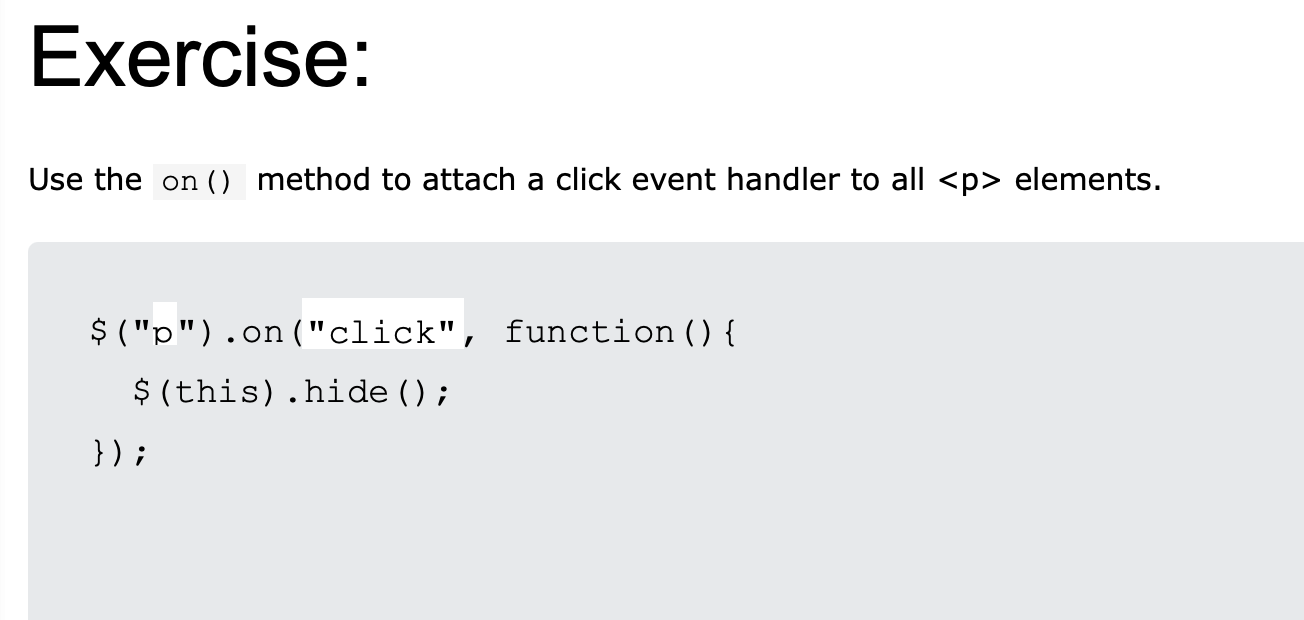 Exercise:
Use the on() method to attach a click event handler to all <p> elements.
$("p").on("click", function(){
  $(this).hide();
});